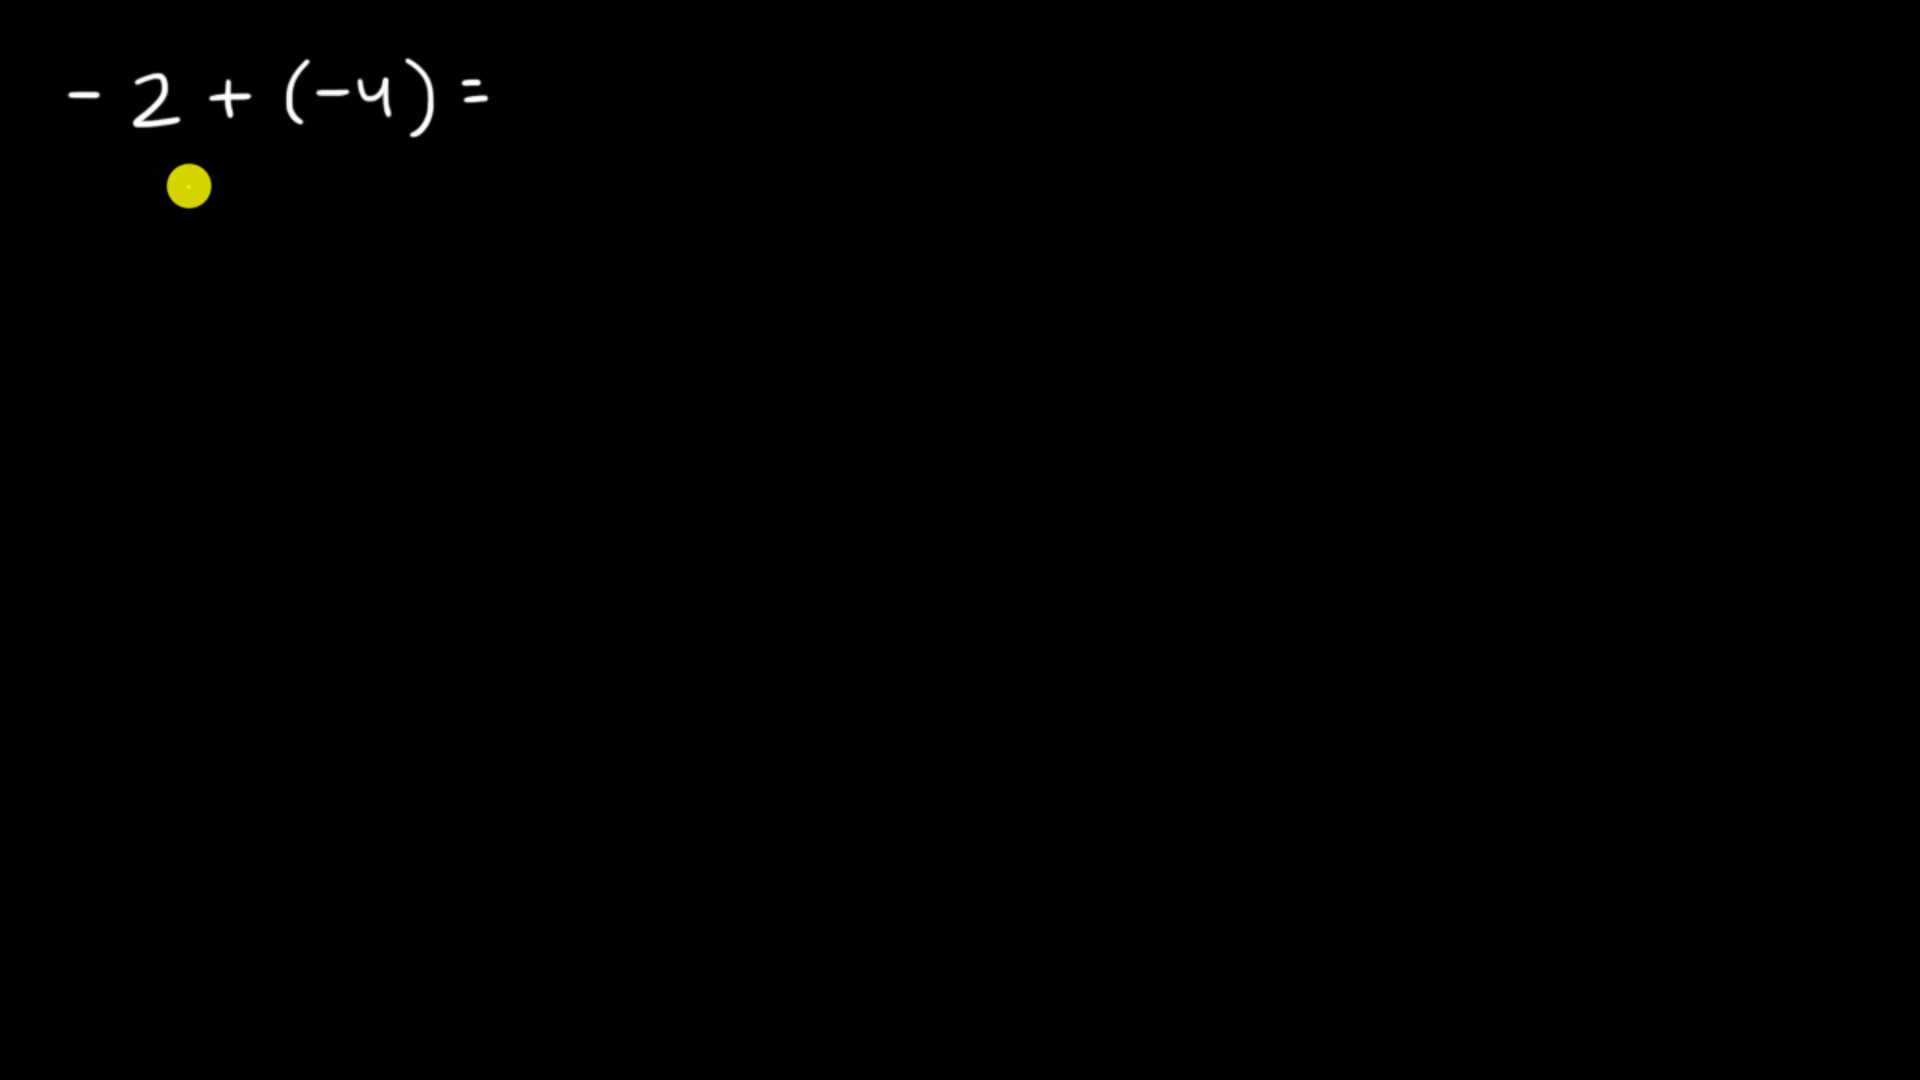 - 2 + (-4) =